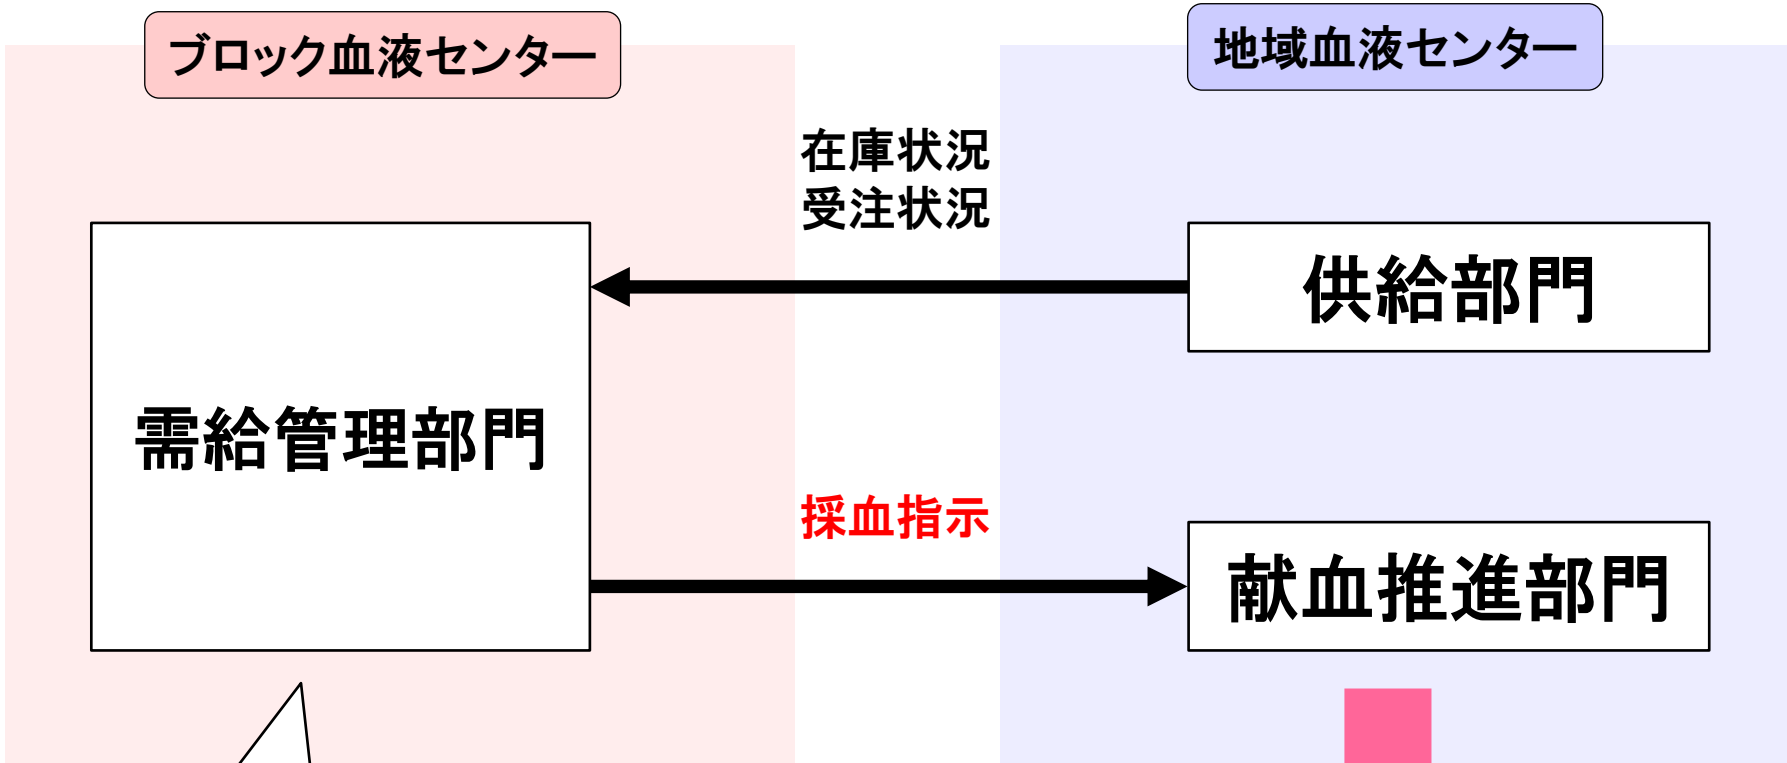 ブロック血液センター
地域血液センター
在庫状況
受注状況
供給部門
需給管理部門
採血指示
献血推進部門